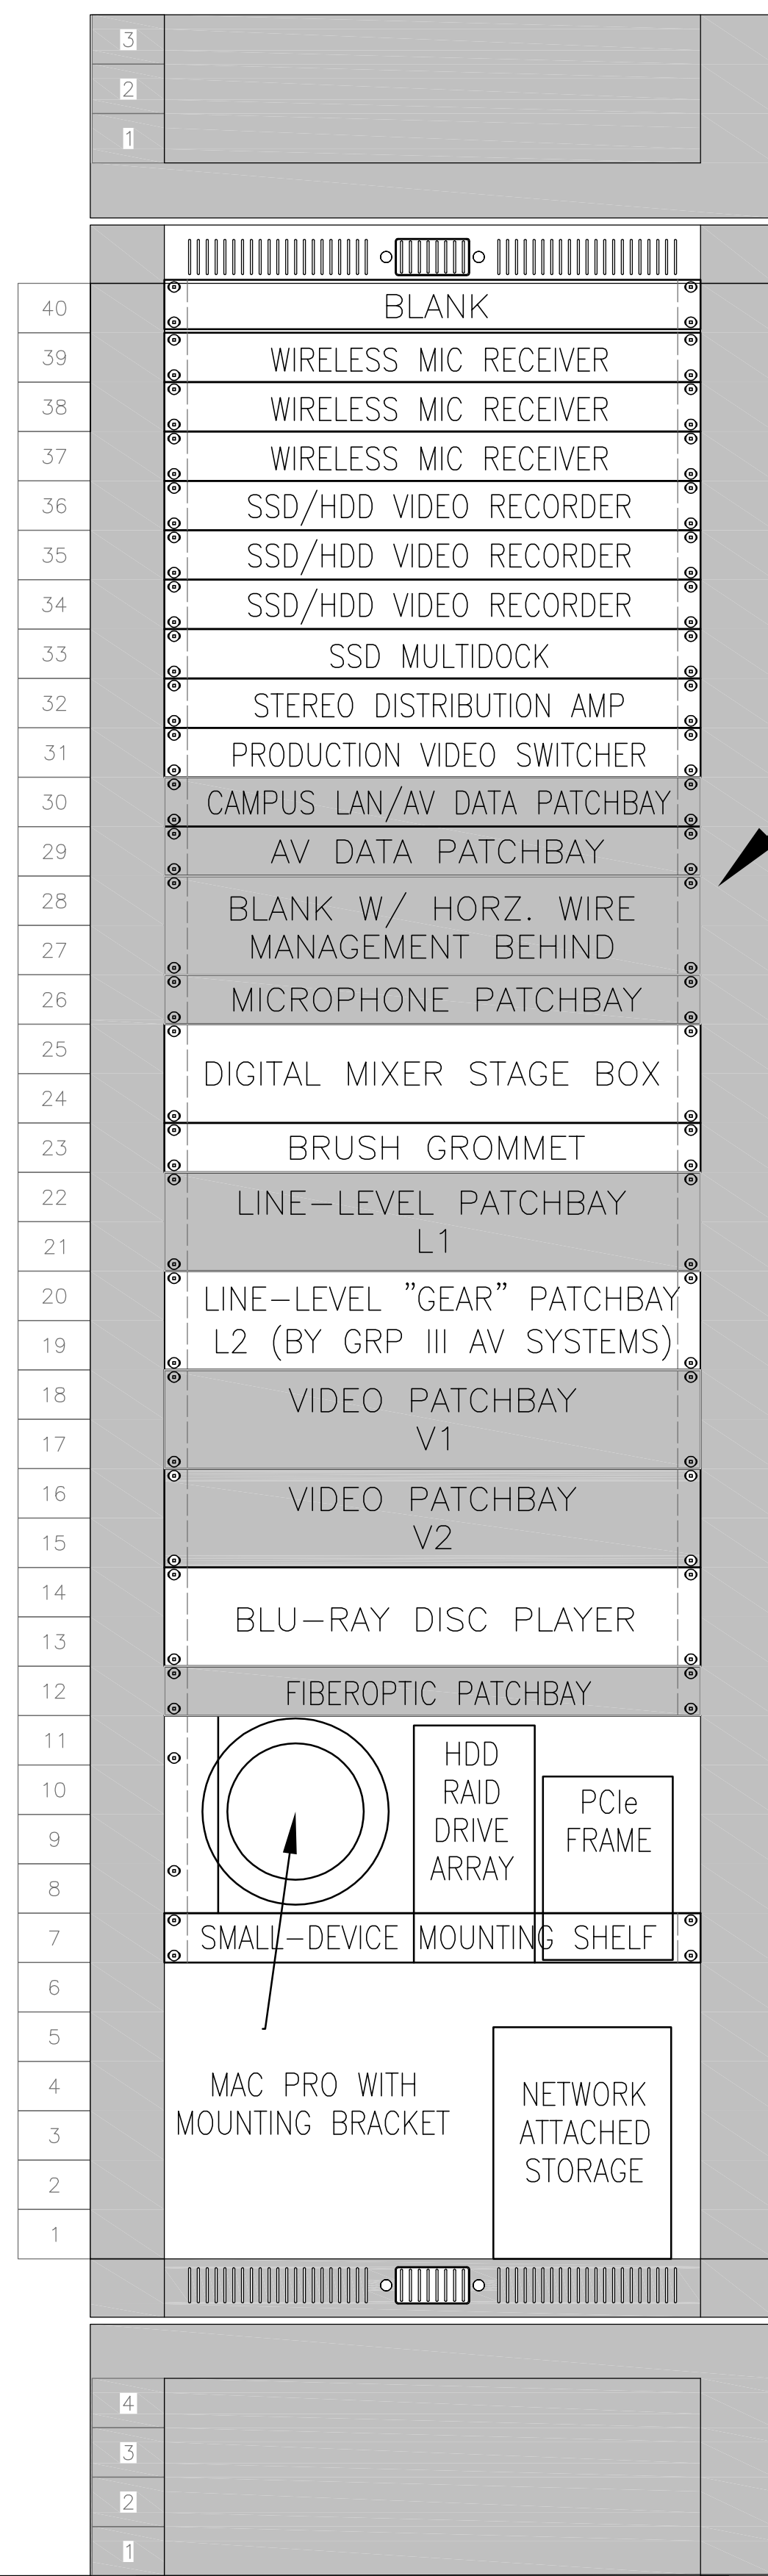 3
2
1
40 BLANK
39 WIRELESS MIC RECEIVER
38 WIRELESS MIC RECEIVER
37 WIRELESS MIC RECEIVER
36 SSD/HDD VIDEO RECORDER
35 SSD/HDD VIDEO RECORDER
34 SSD/HDD VIDEO RECORDER
33 SSD MULTIDOCK
32 STEREO DISTRIBUTION AMP
31 PRODUCTION VIDEO SWITCHER
30 CAMPUS LAN/AV DATA PATCHBAY
29 AV DATA PATCHBAY
28 BLANK W/ HORZ. WIRE
27 MANAGEMENT BEHIND
26 MICROPHONE PATCHBAY
25
DIGITAL MIXER STAGE BOX
24
23 BRUSH GROMMET
22 LINE-LEVEL PATCHBAY
21 L1
20 LINE-LEVEL "GEAR" PATCHBAY
19 L2 (BY GRP III AV SYSTEMS)
18 VIDEO PATCHBAY
17 V1
16 VIDEO PATCHBAY
15 V2
14
BLU-RAY DISC PLAYER
13
12 FIBEROPTIC PATCHBAY
11
10
9
8
HDD
RAID
DRIVE
ARRAY
PCIe
FRAME
7 SMALL-DEVICE MOUNTING SHELF
6
5
4
3
2
1
MAC PRO WITH
MOUNTING BRACKET
NETWORK
ATTACHED
STORAGE
4
3
2
1